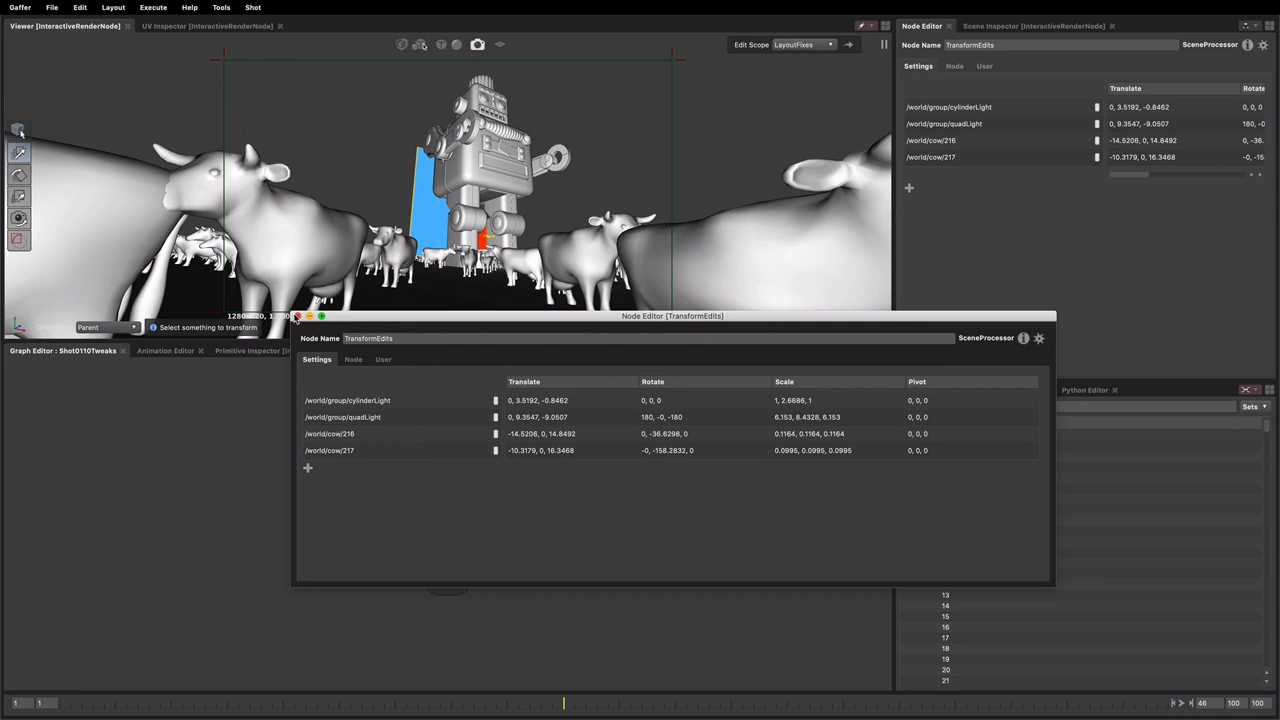 Gaffer File Edit Layout Execute Help Tools Shot
Viewer [InteractiveRenderNode] UV Inspector [InteractiveRenderNode]
Edit Scope LayoutFixes
1280
Parent Select something to transform
Node Editor Scene Inspector [InteractiveRenderNode]
Node Name TransformEdits SceneProcessor
Settings Node User
Translate Rotate
/world/group/cylinderLight 0, 3.5192, -0.8462 0, 0, 0
/world/group/quadLight 0, 9.3547, -9.0507 180, -0
/world/cow/216 -14.5206, 0, 14.8492 0, -36.
/world/cow/217 -10.3179, 0, 16.3468 -0, -15
Node Editor [TransformEdits]
Node Name TransformEdits SceneProcessor
Settings Node User
Translate Rotate Scale Pivot
/world/group/cylinderLight 0, 3.5192, -0.8462 0, 0, 0 1, 2.6686, 1 0, 0, 0
/world/group/quadLight 0, 9.3547, -9.0507 180, -0, -180 6.153, 8.4328, 6.153 0, 0, 0
/world/cow/216 -14.5206, 0, 14.8492 0, -36.6298, 0 0.1164, 0.1164, 0.1164 0, 0, 0
/world/cow/217 -10.3179, 0, 16.3468 -0, -158.2832, 0 0.0995, 0.0995, 0.0995 0, 0, 0
Graph Editor : Shot0110Tweaks Animation Editor Primitive Inspector [In
Python Editor
Sets
13
14
15
16
17
18
19
20
21
1 1 46 100 100